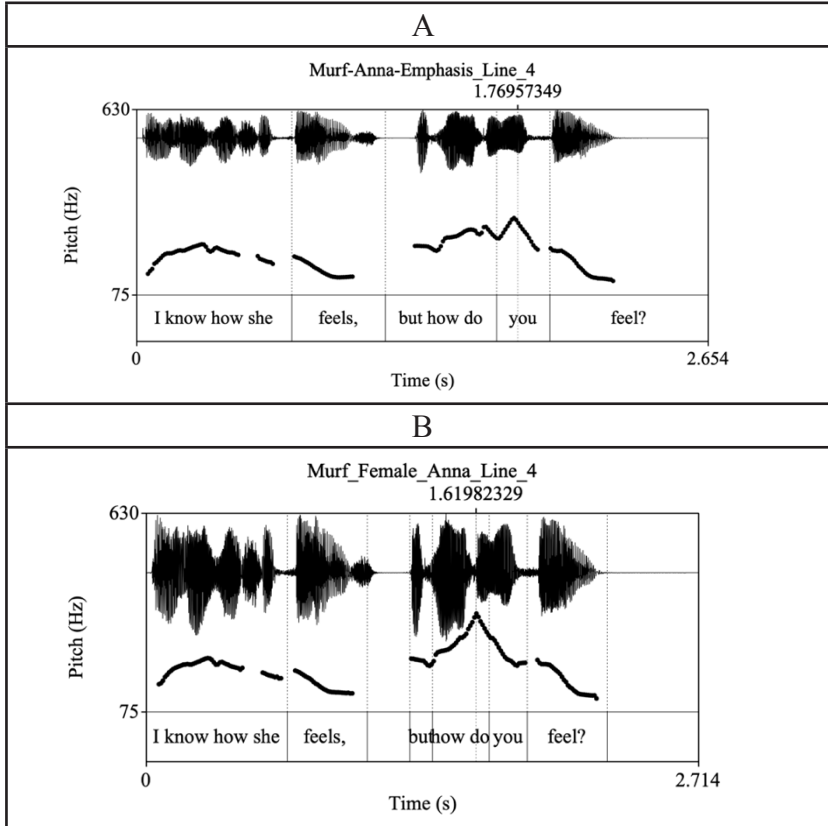 A
Murf-Anna-Emphasis_Line_4
1.76957349
630
Pitch (Hz)
75
I know how she feels, but how do you feel?
0 2.654
Time (s)
B
Murf_Female_Anna_Line_4
1.61982329
630
Pitch (Hz)
75
I know how she feels, but how do you feel?
0 2.714
Time (s)